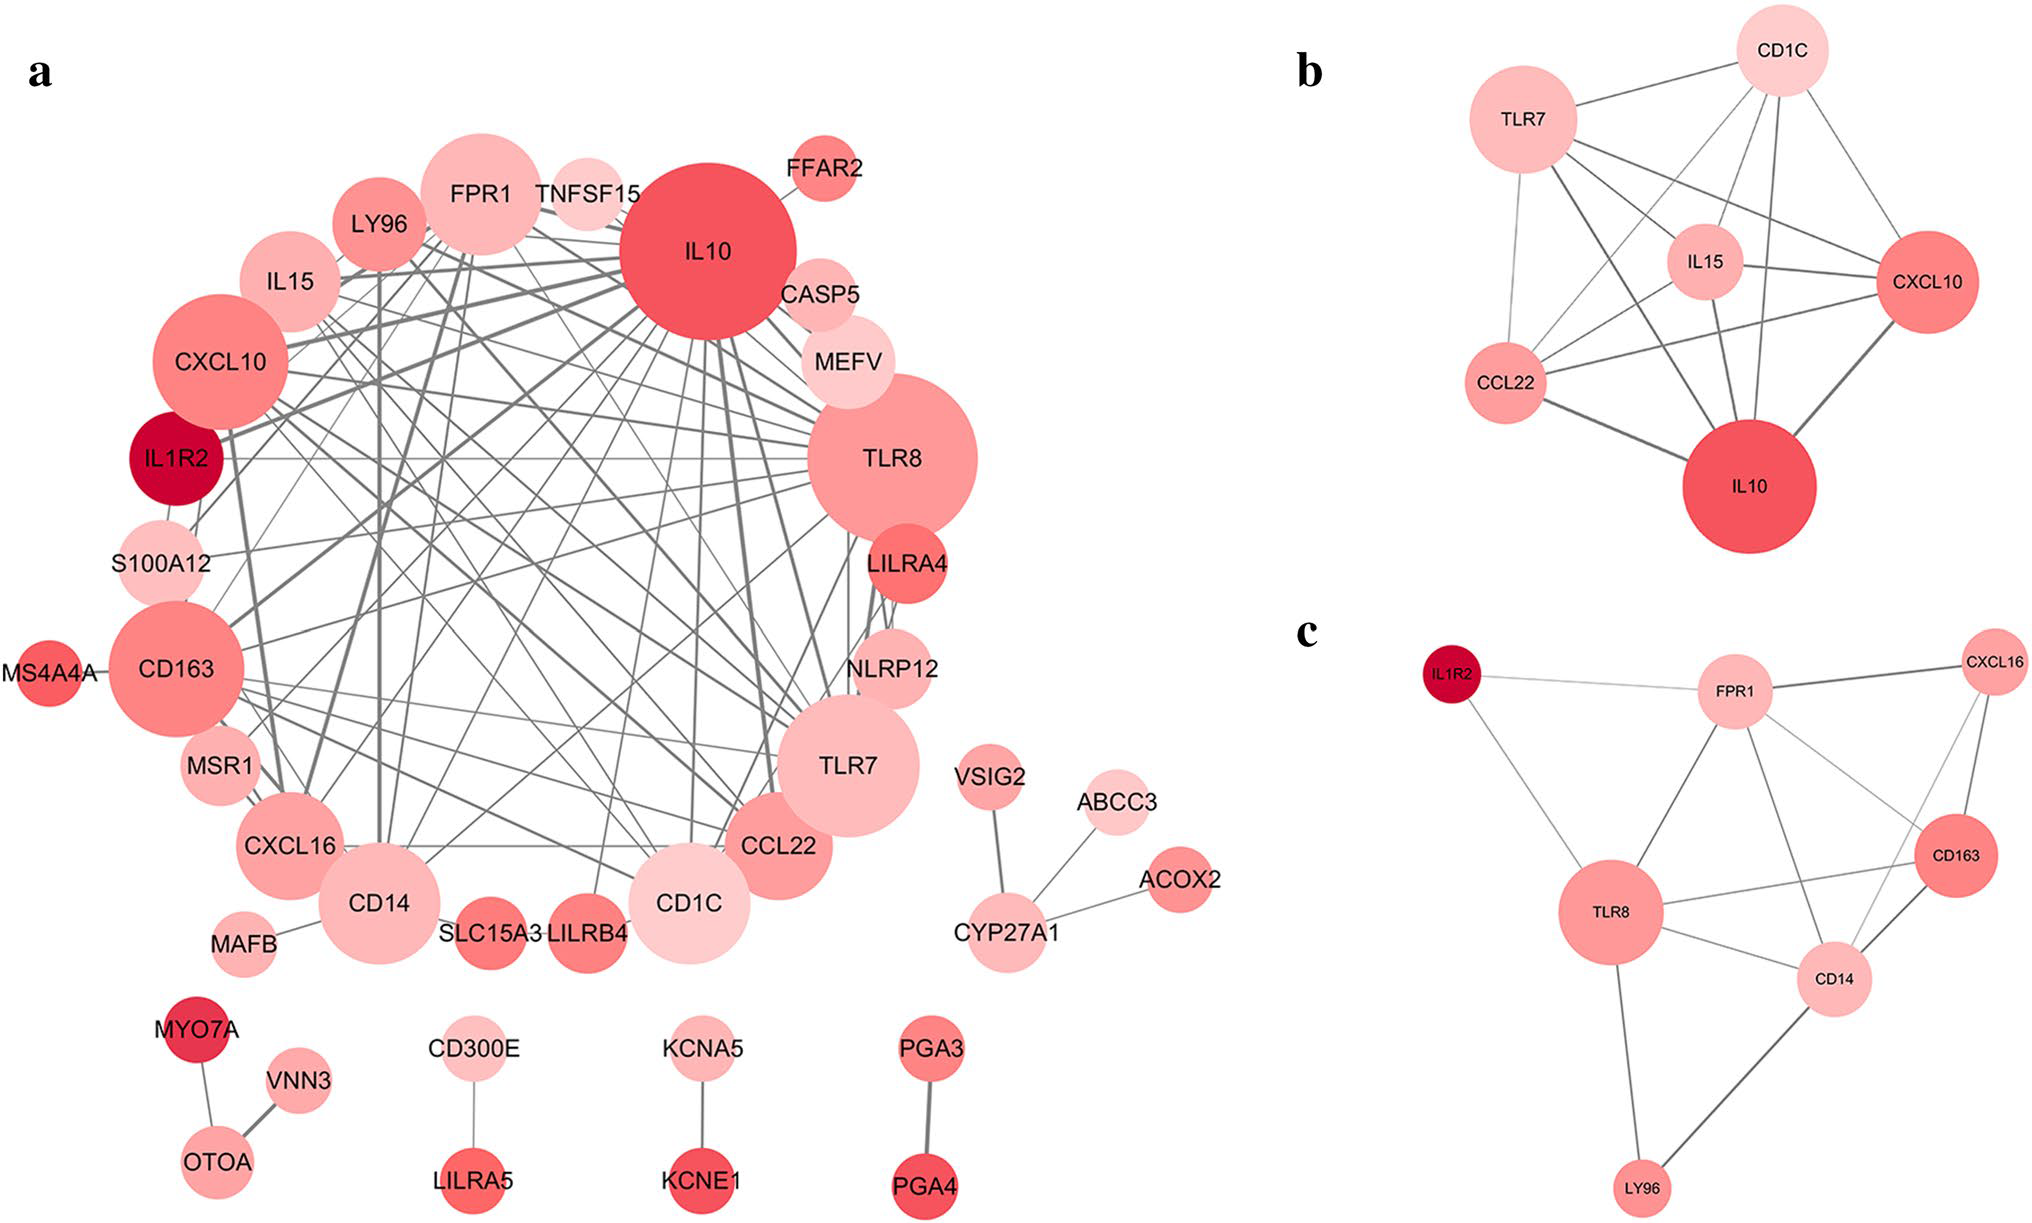 a
FPR1
TNFSF15
FFAR2
LY96
IL10
IL15
CASP5
CXCL10
MEFV
IL1R2
TLR8
S100A12
LILRA4
MS4A4A
CD163
NLRP12
MSR1
TLR7
CXCL16
CCL22
CD14
CD1C
MAFB
SLC15A3
LILRB4
VSIG2
ABCC3
ACOX2
CYP27A1
MYO7A
VNN3
OTOA
CD300E
LILRA5
KCNA5
KCNE1
PGA3
PGA4
b
CD1C
TLR7
IL15
CXCL10
CCL22
IL10
c
IL1R2
FPR1
CXCL16
CD163
TLR8
CD14
LY96